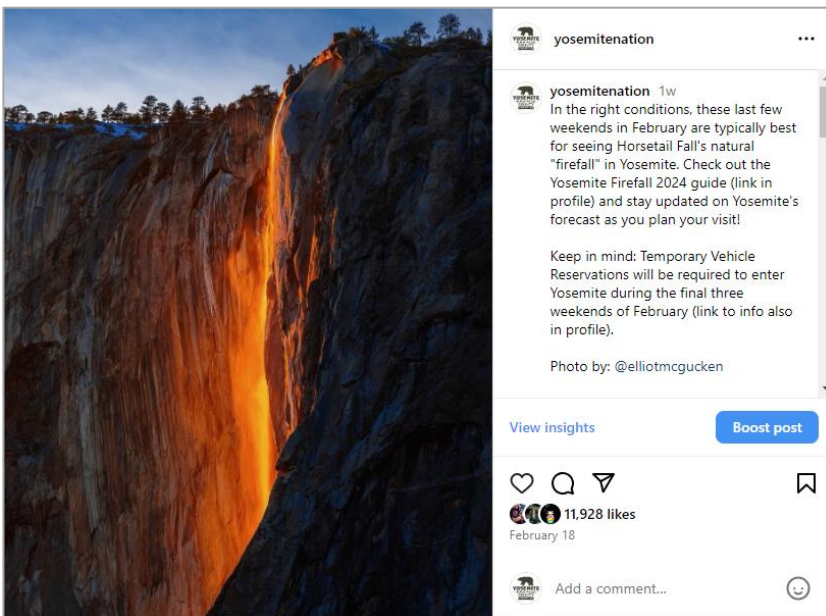 yosemitenation
yosemitenation 1w
In the right conditions, these last few
weekends in February are typically best
for seeing Horsetail Fall's natural
"firefall" in Yosemite. Check out the
Yosemite Firefall 2024 guide (link in
profile) and stay updated on Yosemite's
forecast as you plan your visit!
Keep in mind: Temporary Vehicle
Reservations will be required to enter
Yosemite during the final three
weekends of February (link to info also
in profile).
Photo by: @elliotmcgucken
View insights
Boost post
11,928 likes
February 18
YOSEMITE
Add a comment...